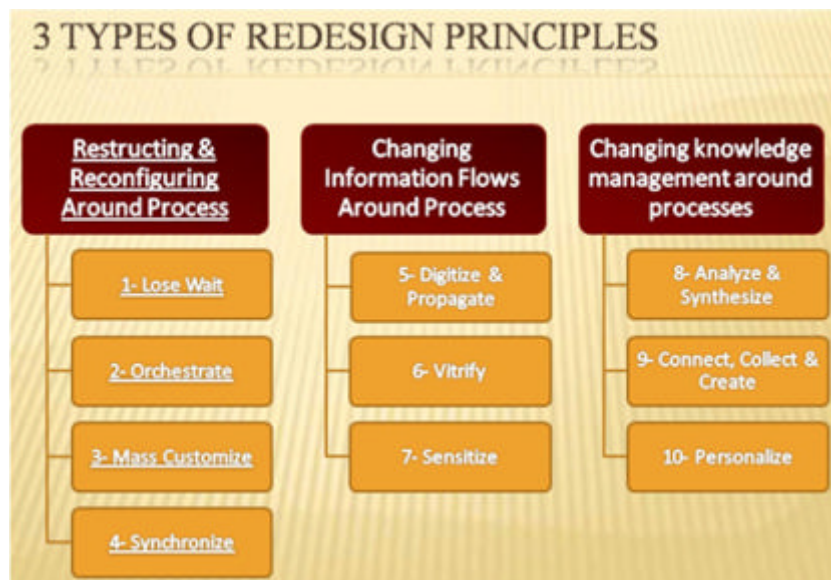 3 TYPES OF REDESIGN PRINCIPLES
Restructing &
Reconfiguring
Around Process
1- Lose Wait
2- Orchestrate
3- Mass Customize
4- Synchronize
Changing
Information Flows
Around Process
5- Digitize &
Propagate
6- Vitrify
7- Sensitize
Changing knowledge
management around
processes
8- Analyze &
Synthesize
9- Connect, Collect &
Create
10- Personalize